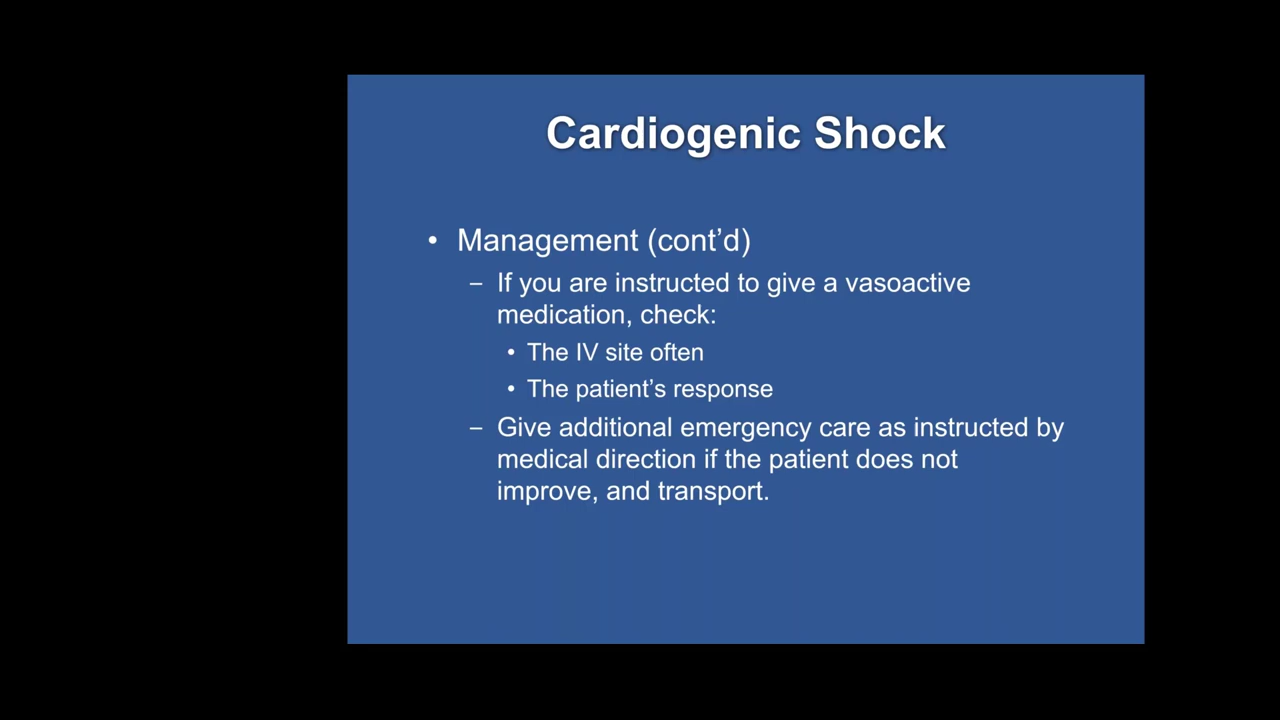 Cardiogenic Shock
• Management (cont’d)
– If you are instructed to give a vasoactive
medication, check:
• The IV site often
• The patient’s response
– Give additional emergency care as instructed by
medical direction if the patient does not
improve, and transport.